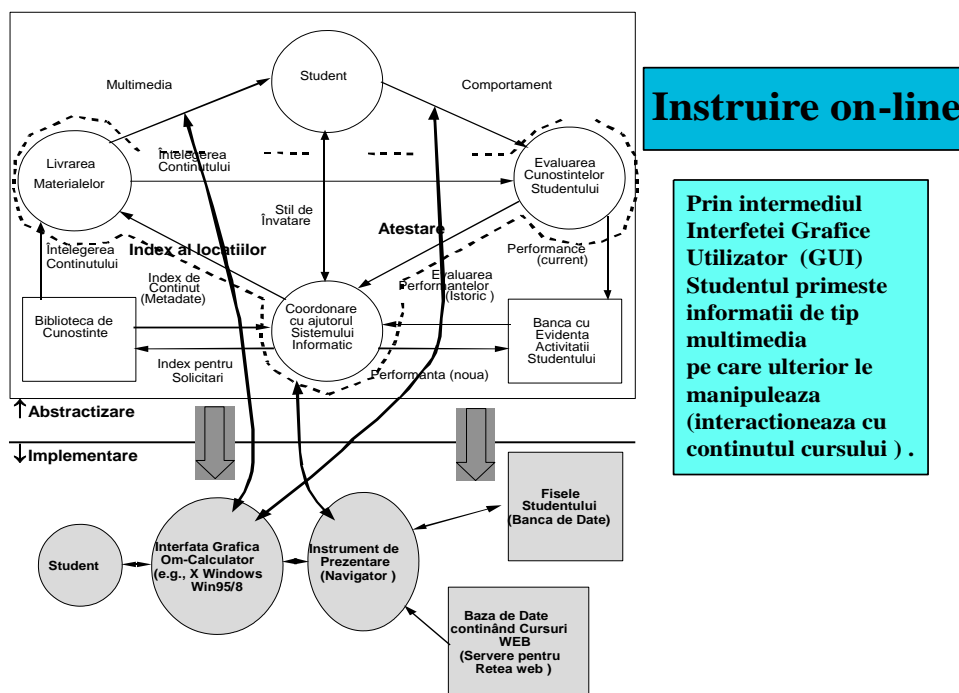 Instruire on-line
Student
Multimedia
Comportament
Livrarea
Materialelor
Întelegerea
Continutului
Evaluarea
Cunostintelor
Studentului
Stil de
Învatare
Atestare
Index al locatiilor
Întelegerea
Continutului
Performance
(current)
Index de
Continut
(Metadate)
Evaluarea
Performantelor
(Istoric )
Biblioteca de
Cunostinte
Coordonare
cu ajutorul
Sistemului
Informatic
Banca cu
Evidenta
Activitatii
Studentului
Index pentru
Solicitari
Performanta (noua)
↑Abstractizare
↓Implementare
Student
Interfata Grafica
Om-Calculator
(e.g., X Windows
Win95/8
Instrument de
Prezentare
(Navigator )
Fisele
Studentului
(Banca de Date)
Baza de Date
continând Cursuri
WEB
(Servere pentru
Retea web )
Prin intermediul
Interfetei Grafice
Utilizator (GUI)
Studentul primeste
informatii de tip
multimedia
pe care ulterior le
manipuleaza
(interactioneaza cu
continutul cursului ) .